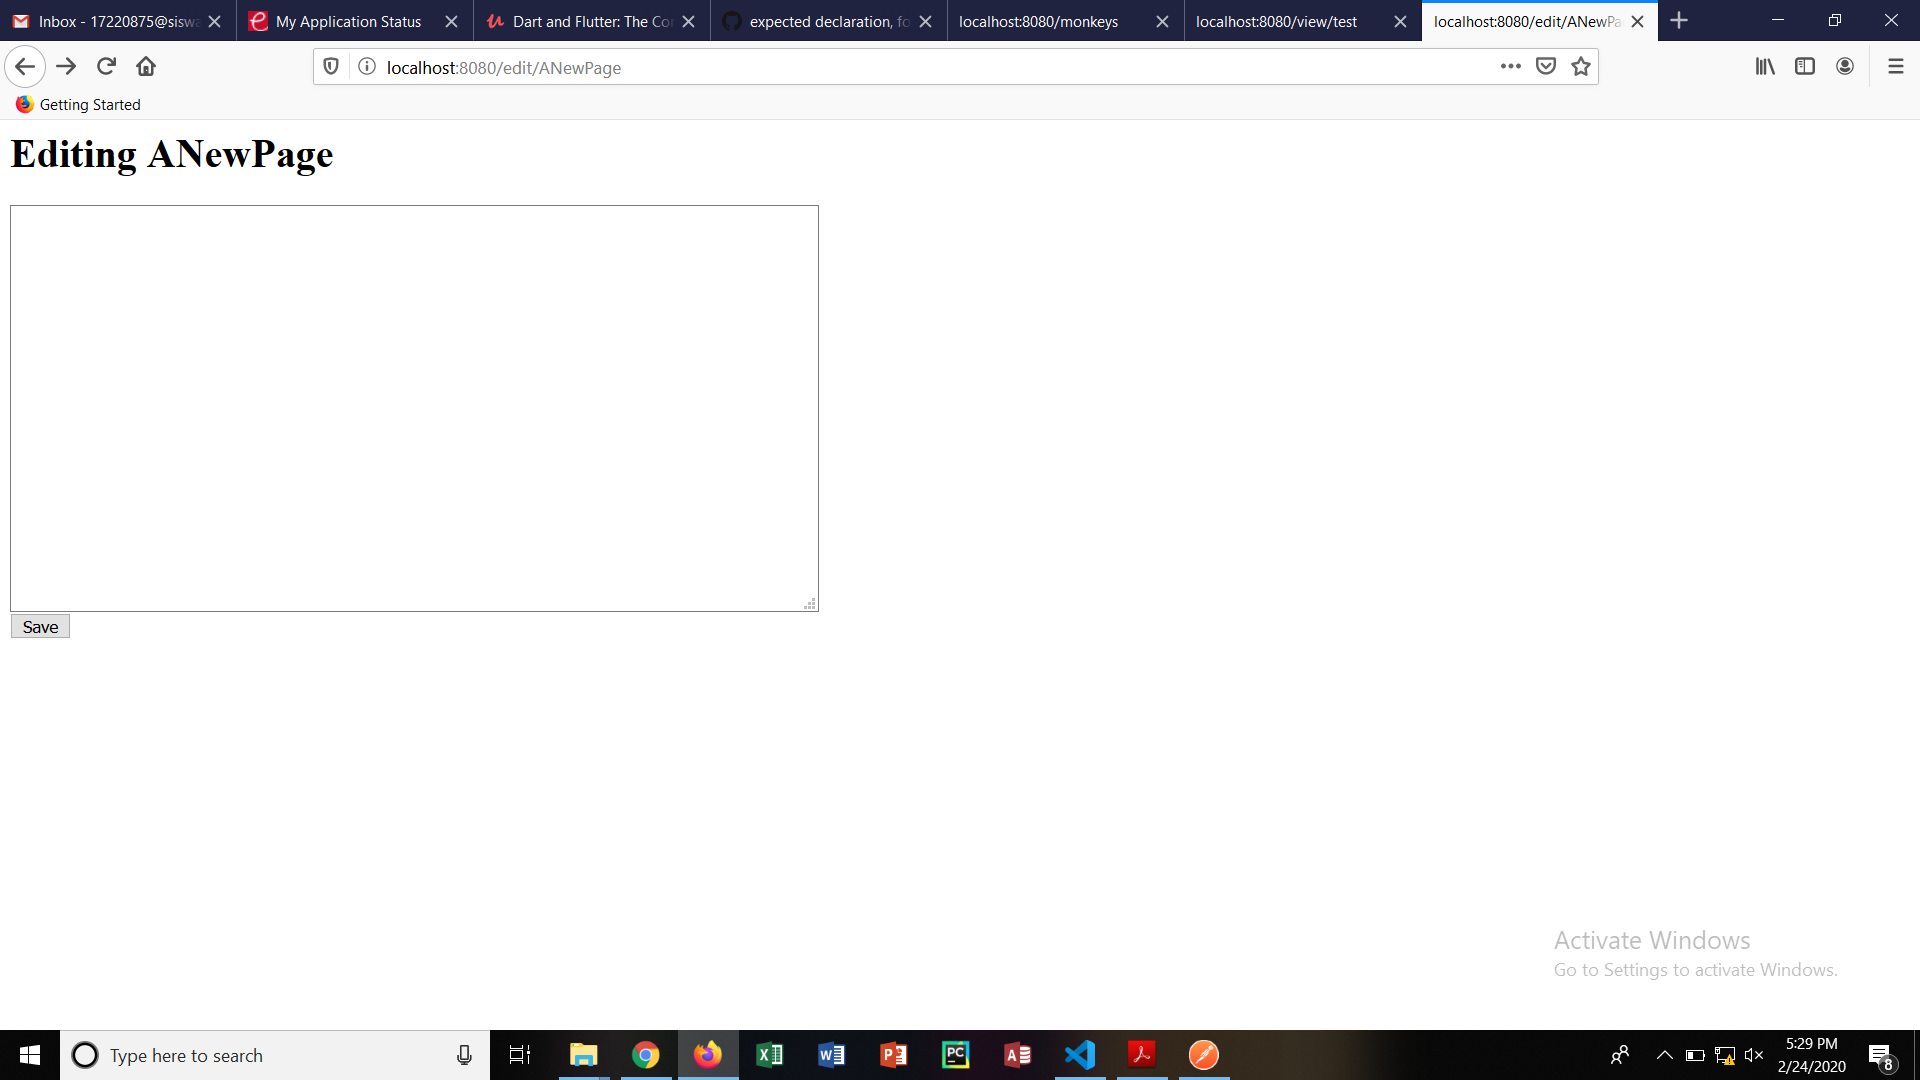 Inbox - 17220875@sisw
My Application Status
Dart and Flutter: The Co
expected declaration, fo
localhost:8080/monkeys
localhost:8080/view/test
localhost:8080/edit/ANewPa
localhost:8080/edit/ANewPage
Getting Started
Editing ANewPage
Save
Activate Windows
Go to Settings to activate Windows.
Type here to search
PC
5:29 PM
2/24/2020
8